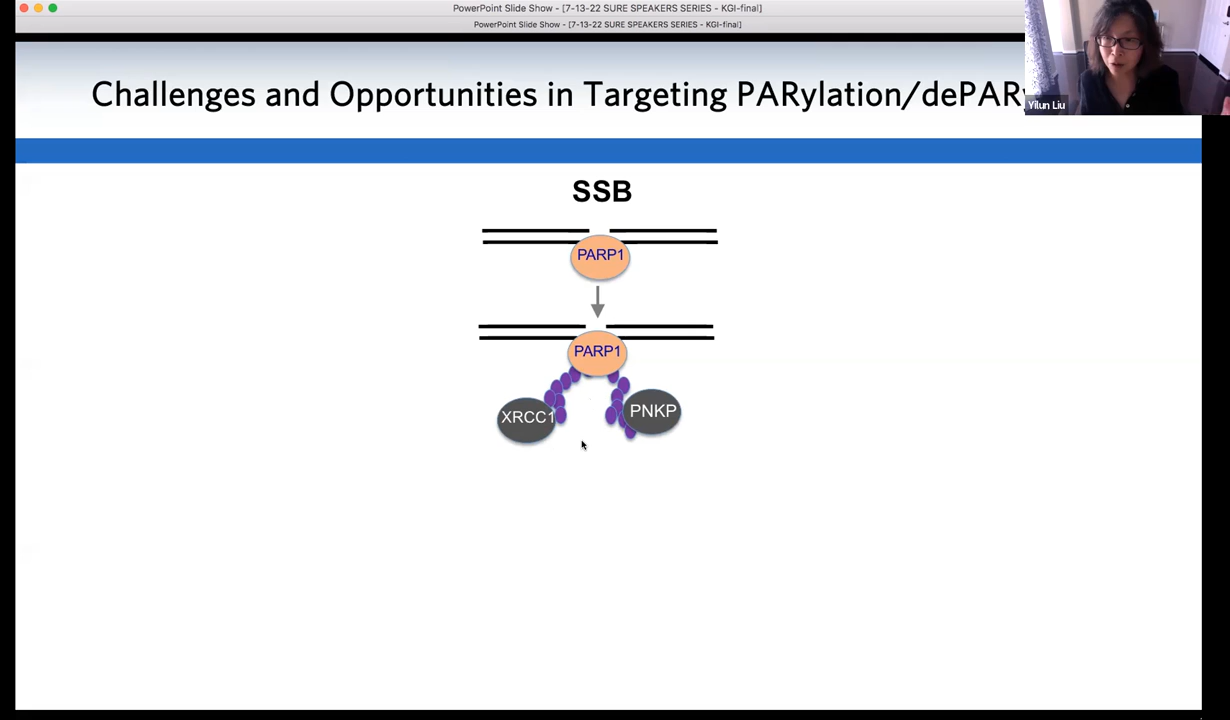 PowerPoint Slide Show - [7-13-22 SURE SPEAKERS SERIES - KGI-final]
PowerPoint Slide Show - [7-13-22 SURE SPEAKERS SERIES - KGI-final]
Challenges and Opportunities in Targeting PARylation/dePAR
Yilun Liu
SSB
PARP1
PARP1
XRCC1
PNKP